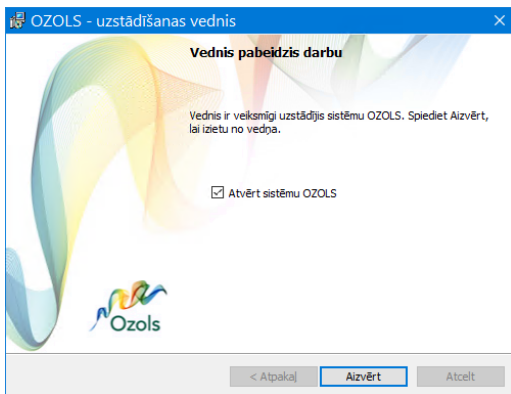 OZOLS - uzstādīšanas vednis
Vednis pabeidzis darbu
Vednis ir veiksmīgi uzstādījis sistēmu OZOLS. Spiediet Aizvērt,
lai izietu no vedņa.
Atvērt sistēmu OZOLS
Ozols
< Atpakaļ Aizvērt Atcelt